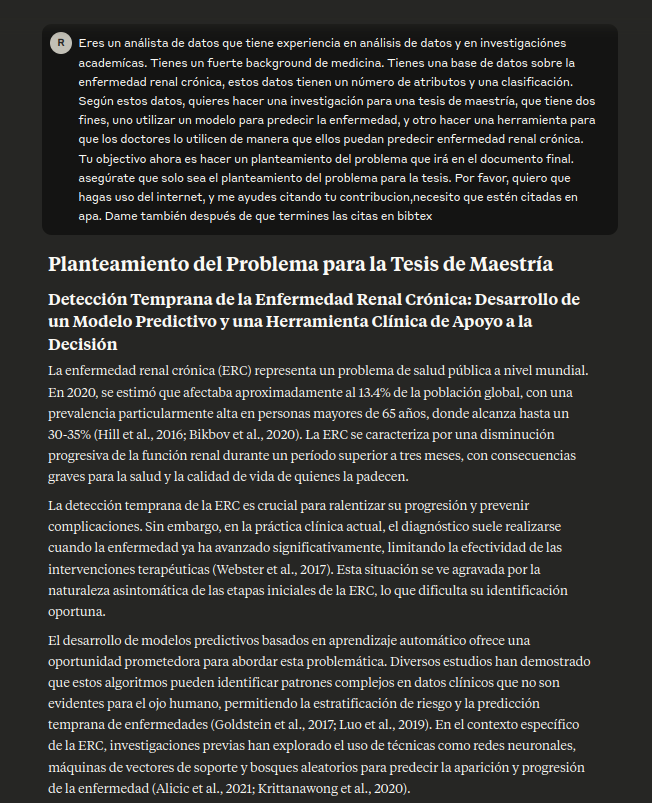 R
Eres un análista de datos que tiene experiencia en análisis de datos y en investigaciónes
academícas. Tienes un fuerte background de medicina. Tienes una base de datos sobre la
enfermedad renal crónica, estos datos tienen un número de atributos y una clasificación.
Según estos datos, quieres hacer una investigación para una tesis de maestría, que tiene dos
fines, uno utilizar un modelo para predecir la enfermedad, y otro hacer una herramienta para
que los doctores lo utilicen de manera que ellos puedan predecir enfermedad renal crónica.
Tu objectivo ahora es hacer un planteamiento del problema que irá en el documento final.
asegúrate que solo sea el planteamiento del problema para la tesis. Por favor, quiero que
hagas uso del internet, y me ayudes citando tu contribucion,necesito que estén citadas en
apa. Dame también después de que termines las citas en bibtex
Planteamiento del Problema para la Tesis de Maestría
Detección Temprana de la Enfermedad Renal Crónica: Desarrollo de
un Modelo Predictivo y una Herramienta Clínica de Apoyo a la
Decisión
La enfermedad renal crónica (ERC) representa un problema de salud pública a nivel mundial.
En 2020, se estimó que afectaba aproximadamente al 13.4% de la población global, con una
prevalencia particularmente alta en personas mayores de 65 años, donde alcanza hasta un
30-35% (Hill et al., 2016; Bikbov et al., 2020). La ERC se caracteriza por una disminución
progresiva de la función renal durante un período superior a tres meses, con consecuencias
graves para la salud y la calidad de vida de quienes la padecen.
La detección temprana de la ERC es crucial para ralentizar su progresión y prevenir
complicaciones. Sin embargo, en la práctica clínica actual, el diagnóstico suele realizarse
cuando la enfermedad ya ha avanzado significativamente, limitando la efectividad de las
intervenciones terapéuticas (Webster et al., 2017). Esta situación se ve agravada por la
naturaleza asintomática de las etapas iniciales de la ERC, lo que dificulta su identificación
oportuna.
El desarrollo de modelos predictivos basados en aprendizaje automático ofrece una
oportunidad prometedora para abordar esta problemática. Diversos estudios han demostrado
que estos algoritmos pueden identificar patrones complejos en datos clínicos que no son
evidentes para el ojo humano, permitiendo la estratificación de riesgo y la predicción
temprana de enfermedades (Goldstein et al., 2017; Luo et al., 2019). En el contexto específico
de la ERC, investigaciones previas han explorado el uso de técnicas como redes neuronales,
máquinas de vectores de soporte y bosques aleatorios para predecir la aparición y progresión
de la enfermedad (Alicic et al., 2021; Krittanawong et al., 2020).